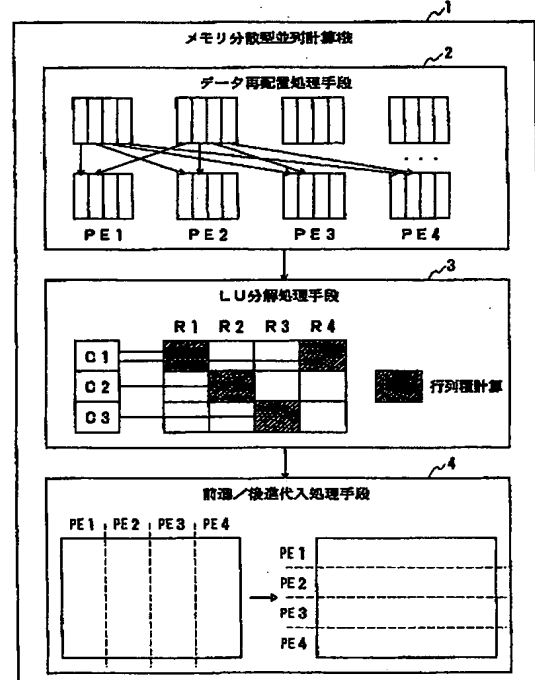 1
メモリ分散型並列計算機
2
データ再配置処理手段
・・・
PE1 PE2 PE3 PE4
3
LU分解処理手段
R1 R2 R3 R4
C1
C2
C3
行列積計算
4
前進/後進代入処理手段
PE1 PE2 PE3 PE4
PE1
PE2
PE3
PE4